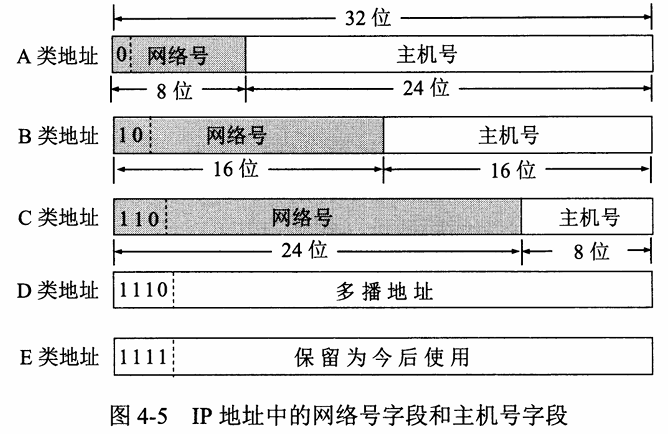 32 位
A 类地址 0 网络号 主机号
8 位 24 位
B 类地址 10 网络号 主机号
16 位 16 位
C 类地址 110 网络号 主机号
24 位 8 位
D 类地址 1110 多播地址
E 类地址 1111 保留为今后使用
图 4-5 IP 地址中的网络号字段和主机号字段